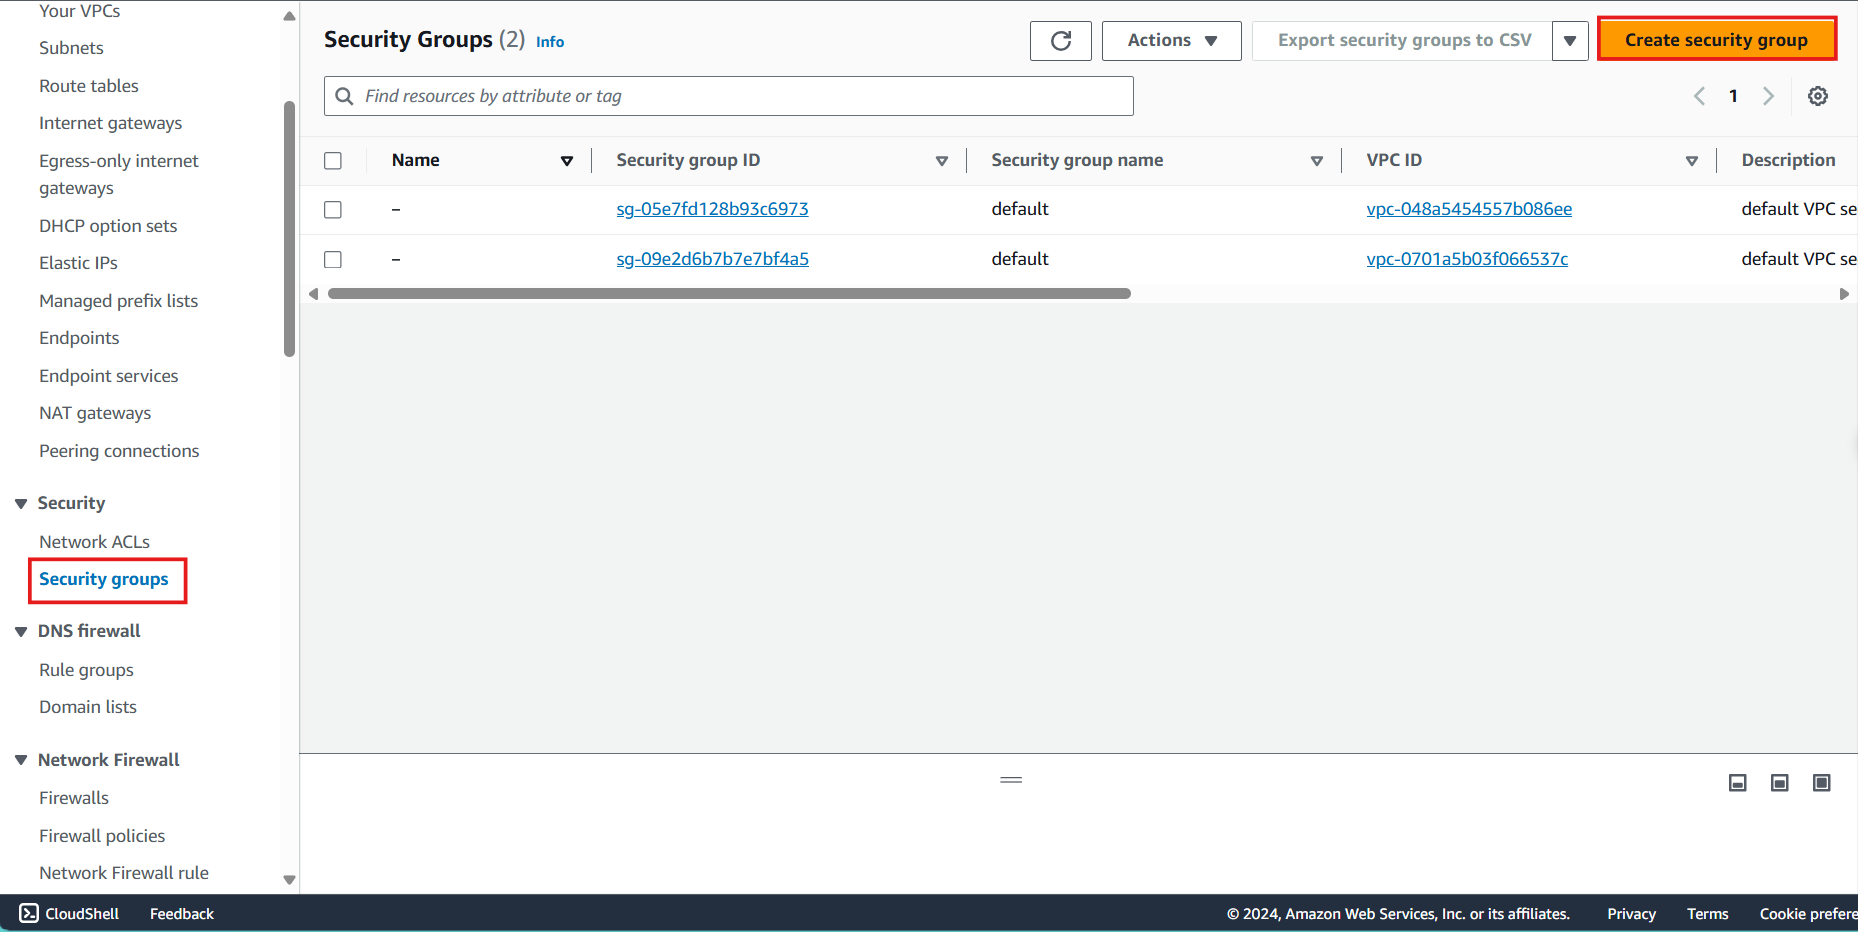 Your VPCs
Subnets
Route tables
Internet gateways
Egress-only internet
gateways
DHCP option sets
Elastic IPs
Managed prefix lists
Endpoints
Endpoint services
NAT gateways
Peering connections
Security
Network ACLs
Security groups
DNS firewall
Rule groups
Domain lists
Network Firewall
Firewalls
Firewall policies
Network Firewall rule
Security Groups (2) Info
Actions
Export security groups to CSV
Create security group
Find resources by attribute or tag
1
Name Security group ID Security group name VPC ID Description
– sg-05e7fd128b93c6973 default vpc-048a5454557b086ee default VPC se
– sg-09e2d6b7b7e7bf4a5 default vpc-0701a5b03f066537c default VPC se
CloudShell Feedback © 2024, Amazon Web Services, Inc. or its affiliates. Privacy Terms Cookie prefere